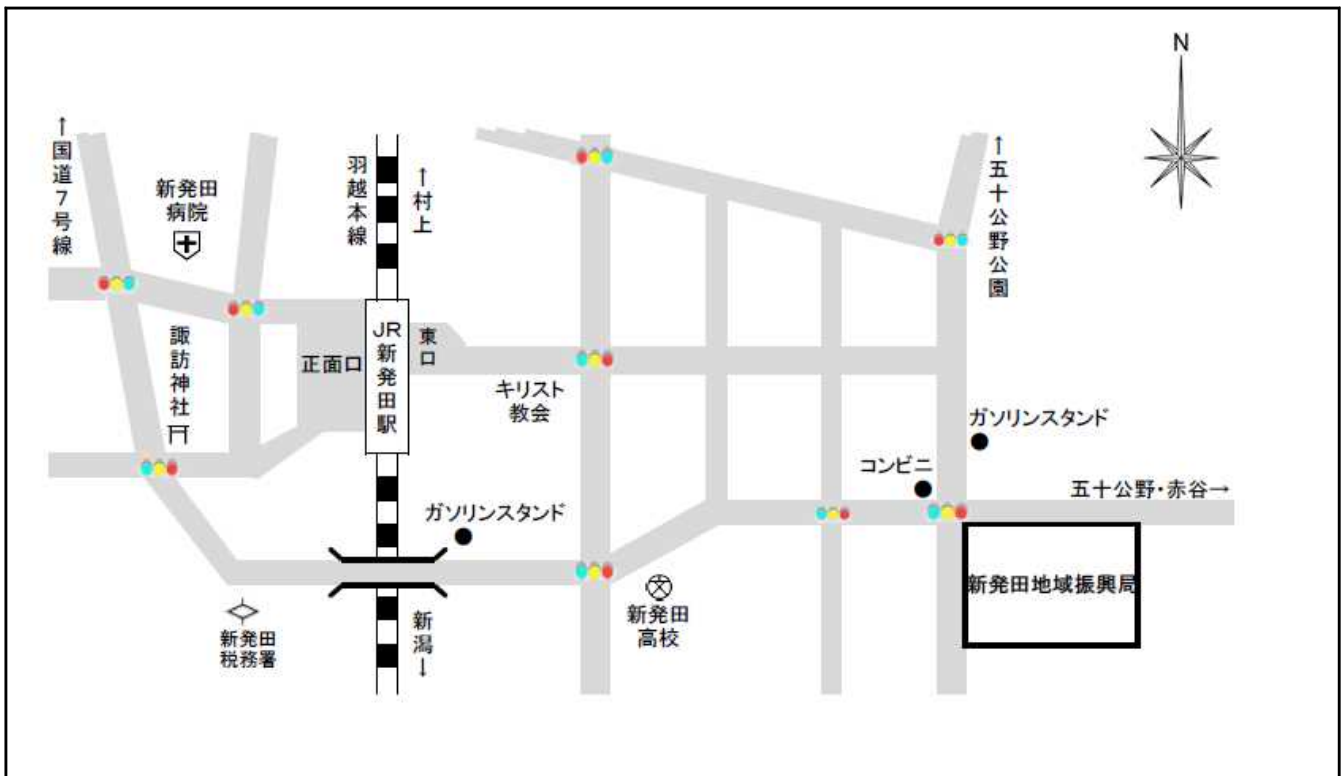 N
↑国道7号線
新発田
病院
羽越本線
↑村上
↑五十公野公園
諏訪神社
正面口
JR新発田駅
東口
キリスト
教会
ガソリンスタンド
コンビニ
五十公野・赤谷→
ガソリンスタンド
新発田地域振興局
新発田
高校
新発田
税務署
新潟↓